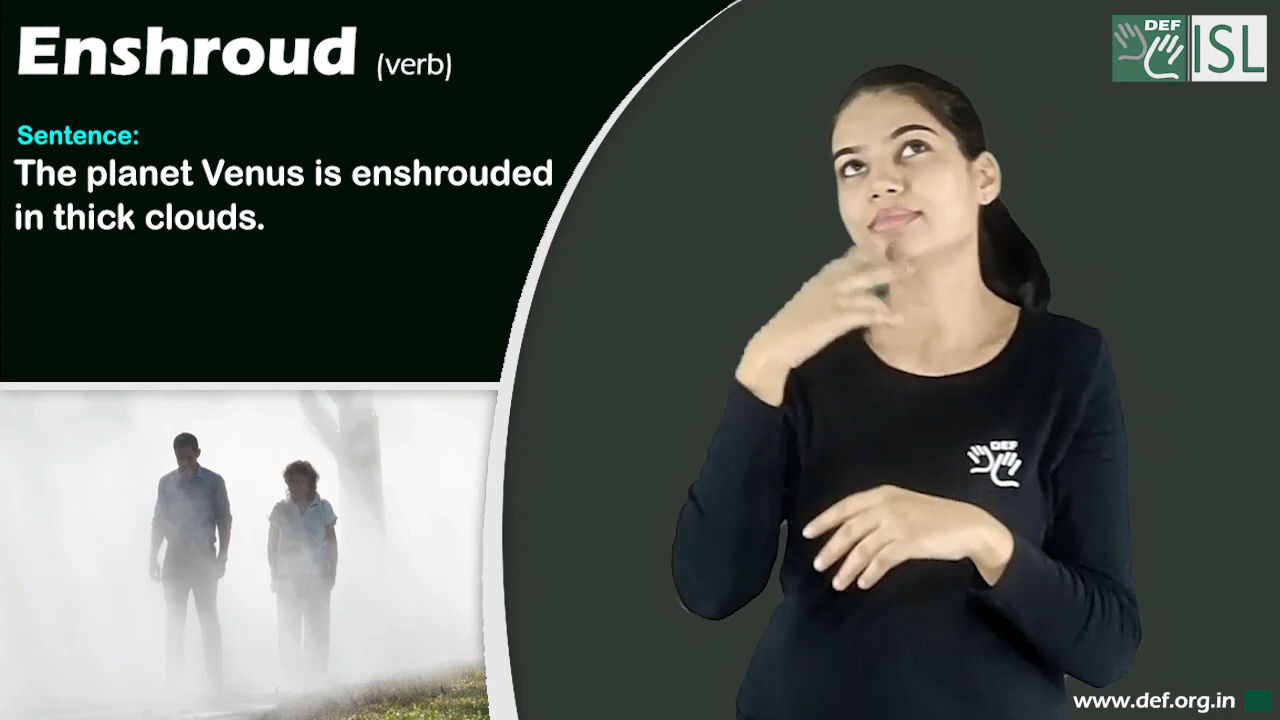 Enshroud (verb)
DEF
ISL
Sentence:
The planet Venus is enshrouded
in thick clouds.
DEF
www.def.org.in